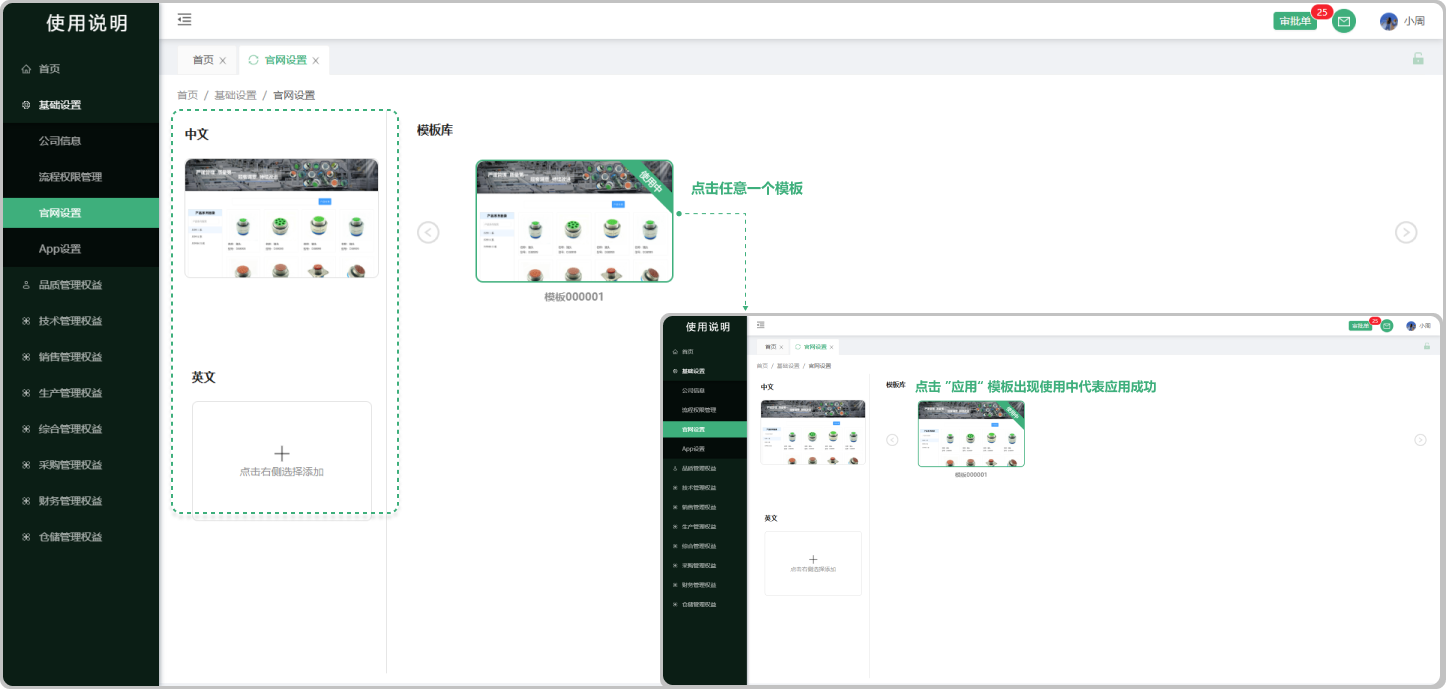 使用说明
审批单
25
小周
首页
官网设置
首页 / 基础设置 / 官网设置
首页
基础设置
公司信息
流程权限管理
官网设置
App设置
品质管理权益
技术管理权益
销售管理权益
生产管理权益
综合管理权益
采购管理权益
财务管理权益
仓储管理权益
中文
英文
点击右侧选择添加
模板库
使用中
模板000001
点击任意一个模板
使用说明
审批单
25
小周
首页
官网设置
首页 / 基础设置 / 官网设置
首页
基础设置
公司信息
流程权限管理
官网设置
App设置
品质管理权益
技术管理权益
销售管理权益
生产管理权益
综合管理权益
采购管理权益
财务管理权益
仓储管理权益
中文
英文
点击右侧选择添加
模板库
点击 “应用” 模板出现使用中代表应用成功
使用中
模板000001